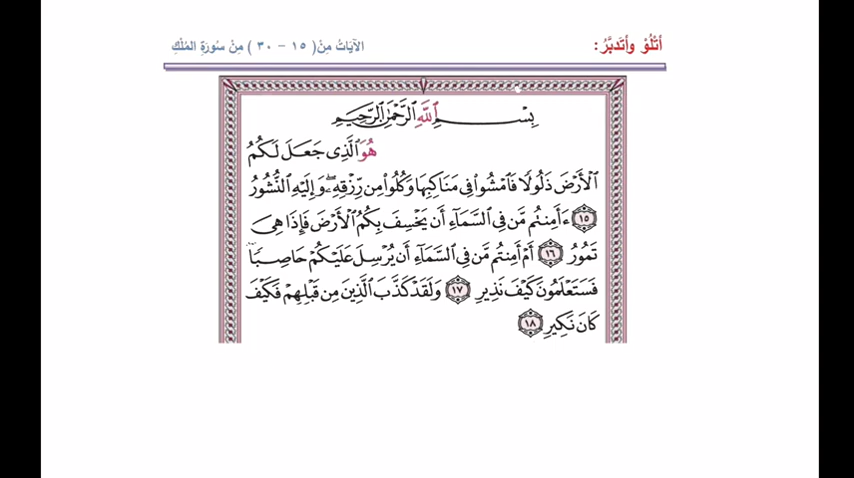 أَتْلُوْ وأَتَدبَّرُ:
الآيَاتُ مِنْ( ١٥ - ٣٠ ) مِنْ سُورَةِ المُلْكِ
بِسْمِ ٱللَّهِ ٱلرَّحْمَٰنِ ٱلرَّحِيمِ
هُوَ ٱلَّذِى جَعَلَ لَكُمُ
ٱلْأَرْضَ ذَلُولًا فَٱمْشُوا۟ فِى مَنَاكِبِهَا وَكُلُوا۟ مِن رِّزْقِهِۦ ۖ وَإِلَيْهِ ٱلنُّشُورُ
١٥ ءَأَمِنتُم مَّن فِى ٱلسَّمَآءِ أَن يَخْسِفَ بِكُمُ ٱلْأَرْضَ فَإِذَا هِىَ
تَمُورُ ١٦ أَمْ أَمِنتُم مَّن فِى ٱلسَّمَآءِ أَن يُرْسِلَ عَلَيْكُمْ حَاصِبًا
فَسَتَعْلَمُونَ كَيْفَ نَذِيرِ ١٧ وَلَقَدْ كَذَّبَ ٱلَّذِينَ مِن قَبْلِهِمْ فَكَيْفَ
كَانَ نَكِيرِ ١٨